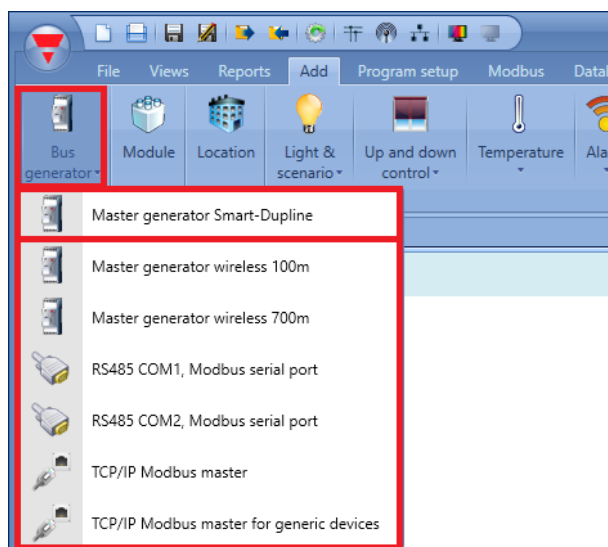 File Views Reports Add Program setup Modbus
Bus generator
Module
Location
Light & scenario
Up and down control
Temperature
Master generator Smart-Dupline
Master generator wireless 100m
Master generator wireless 700m
RS485 COM1, Modbus serial port
RS485 COM2, Modbus serial port
TCP/IP Modbus master
TCP/IP Modbus master for generic devices